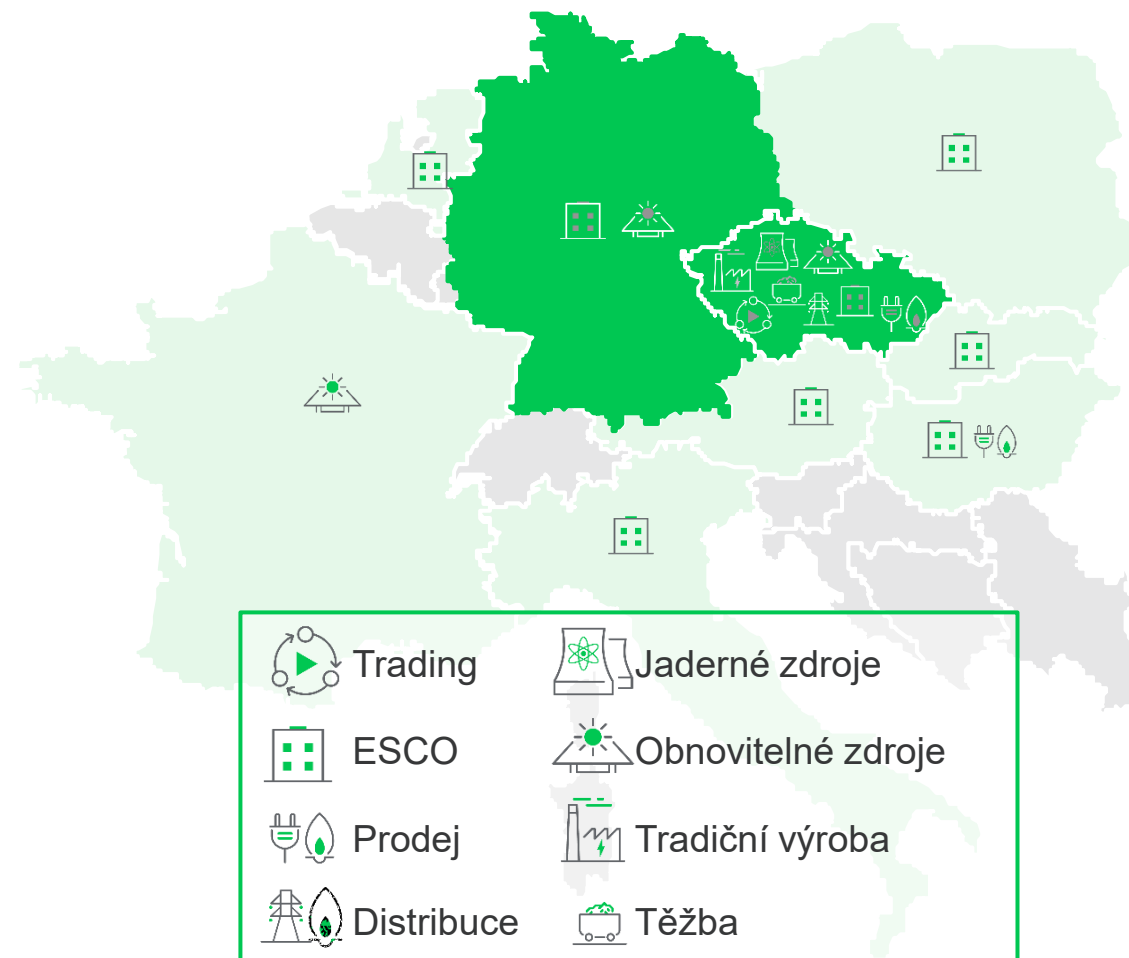 Trading
Jaderné zdroje
ESCO
Obnovitelné zdroje
Prodej
Tradiční výroba
Distribuce
Těžba